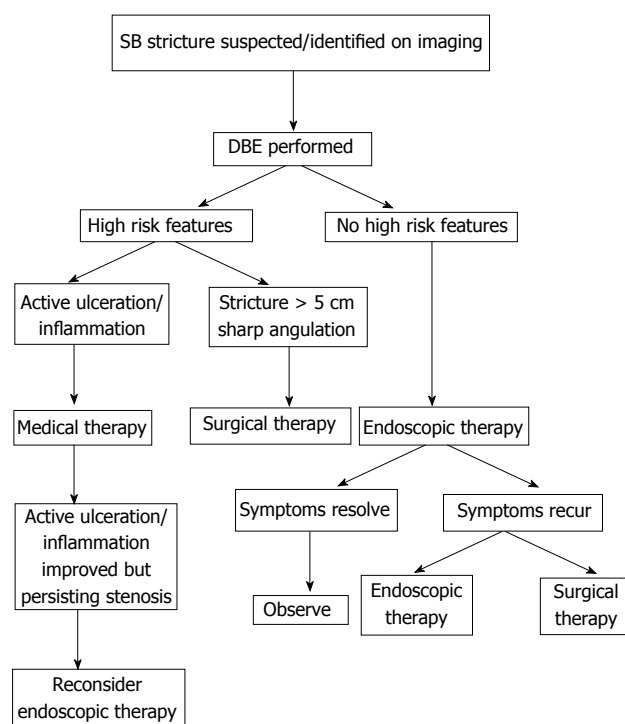 SB stricture suspected/identified on imaging
DBE performed
High risk features
No high risk features
Active ulceration/
inflammation
Stricture > 5 cm
sharp angulation
Medical therapy
Surgical therapy
Endoscopic therapy
Active ulceration/
inflammation
improved but
persisting stenosis
Symptoms resolve
Symptoms recur
Observe
Endoscopic
therapy
Surgical
therapy
Reconsider
endoscopic therapy